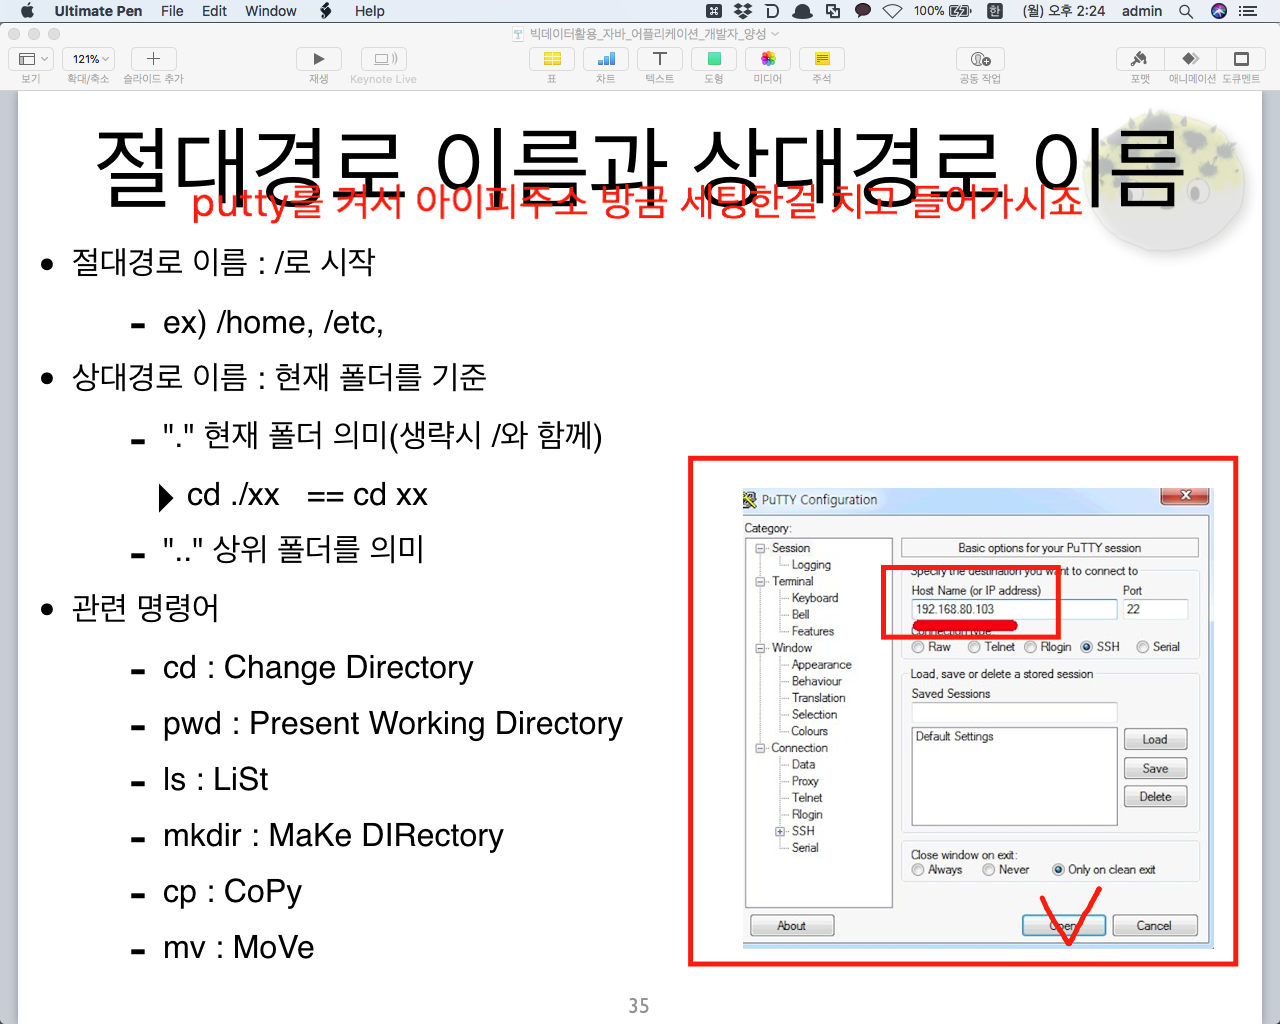 Ultimate Pen File Edit Window Help 100% 한 (월) 오후 2:24 admin
빅데이터활용_자바_어플리케이션_개발자_양성
121%
보기 확대/축소 슬라이드 추가 재생 Keynote Live 표 차트 텍스트 도형 미디어 주석 공동 작업 포맷 애니메이션 도큐멘트
절대경로 이름과 상대경로 이름
putty를 켜서 아이피주소 방금 세팅한걸 치고 들어가시죠
• 절대경로 이름 : /로 시작
- ex) /home, /etc,
• 상대경로 이름 : 현재 폴더를 기준
- "." 현재 폴더 의미(생략시 /와 함께)
▶ cd ./xx == cd xx
- ".." 상위 폴더를 의미
• 관련 명령어
- cd : Change Directory
- pwd : Present Working Directory
- ls : LiSt
- mkdir : MaKe DIRectory
- cp : CoPy
- mv : MoVe
PuTTY Configuration
Category:
Session
Logging
Terminal
Keyboard
Bell
Features
Window
Appearance
Behaviour
Translation
Selection
Colours
Connection
Data
Proxy
Telnet
Rlogin
SSH
Serial
Basic options for your PuTTY session
Specify the destination you want to connect to
Host Name (or IP address) Port
192.168.80.103 22
Connection type:
Raw Telnet Rlogin SSH Serial
Load, save or delete a stored session
Saved Sessions
Default Settings
Load
Save
Delete
Close window on exit:
Always Never Only on clean exit
About Open Cancel
35